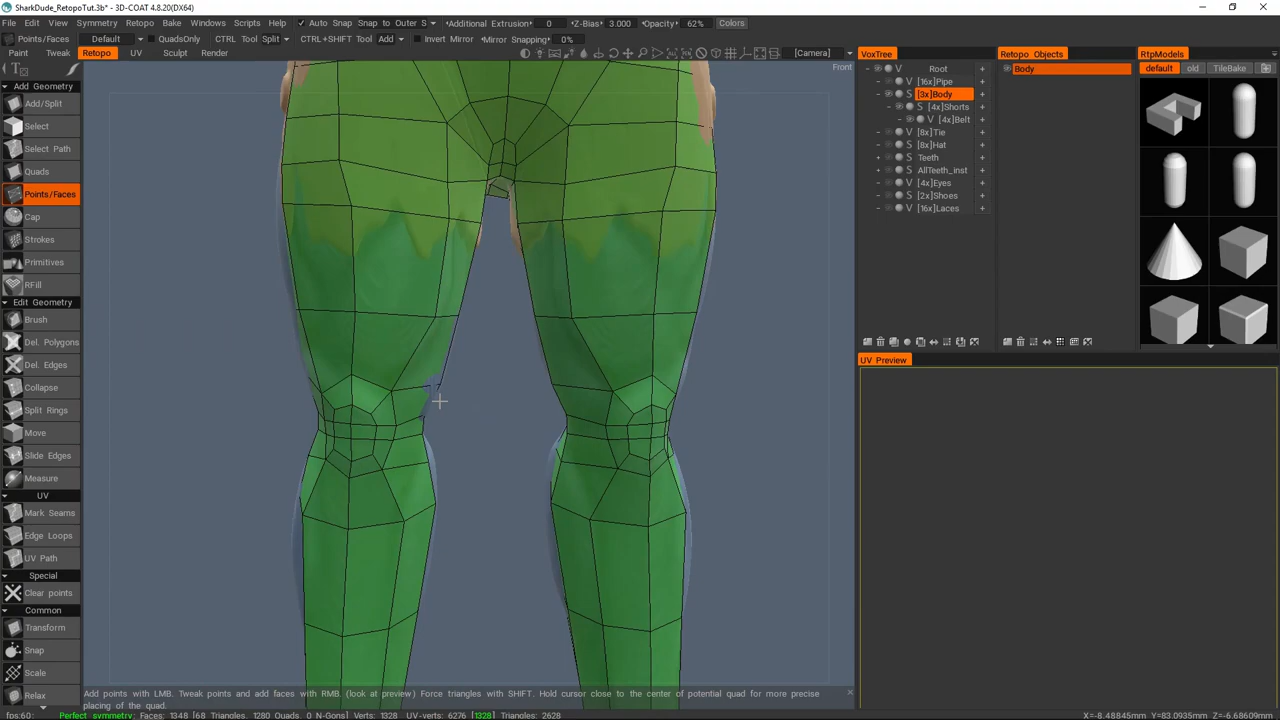 SharkDude_RetopoTut.3b* - 3D-COAT 4.8.20(DX64)
File Edit View Symmetry Retopo Bake Windows Scripts Help Auto Snap Snap to Outer S Additional Extrusion 0 Z-Bias 3.000 Opacity 62% Colors
Points/Faces Default QuadsOnly CTRL Tool Split CTRL+SHIFT Tool Add Invert Mirror Mirror Snapping 0%
Paint Tweak Retopo UV Sculpt Render [Camera]
Front
Add Geometry
Add/Split
Select
Select Path
Quads
Points/Faces
Cap
Strokes
Primitives
RFill
Edit Geometry
Brush
Del. Polygons
Del. Edges
Collapse
Split Rings
Move
Slide Edges
Measure
UV
Mark Seams
Edge Loops
UV Path
Special
Clear points
Common
Transform
Snap
Scale
Relax
VoxTree
V Root +
V [16x]Pipe +
S [3x]Body +
S [4x]Shorts +
V [4x]Belt +
V [8x]Tie +
S [8x]Hat +
S Teeth +
S AllTeeth_inst +
V [4x]Eyes +
S [2x]Shoes +
V [16x]Laces +
Retopo Objects
Body
RtpModels
default old TileBake
UV Preview
Add points with LMB. Tweak points and add faces with RMB. (look at preview) Force triangles with SHIFT. Hold cursor close to the center of potential quad for more precise
placing of the quad.
fps:60; Perfect symmetry; Faces: 1348 [68 Triangles, 1280 Quads, 0 N-Gons] Verts: 1328 UV-verts: 6276 [1328] Triangles: 2628 X=-8.48845mm Y=83.0935mm Z=-6.68609mm